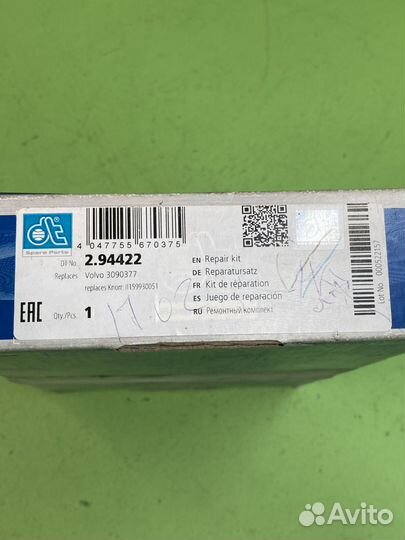 dt
Spare Parts
4 047755 670375
DT-No. 2.94422
Replaces Volvo 3090377
replaces Knorr: II159930051
Qty./Pcs. 1
EAC
EN Repair kit
DE Reparatursatz
FR Kit de réparation
ES Juego de reparación
RU Ремонтный комплект
Lot No 000522157
Avito